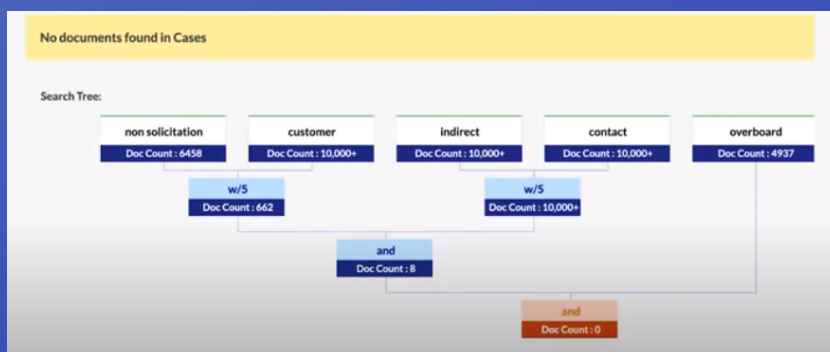 No documents found in Cases
Search Tree:
non solicitation customer indirect contact overboard
Doc Count : 6458 Doc Count : 10,000+ Doc Count : 10,000+ Doc Count : 10,000+ Doc Count : 4937
w/5 w/5
Doc Count : 662 Doc Count : 10,000+
and
Doc Count : 8
and
Doc Count : 0